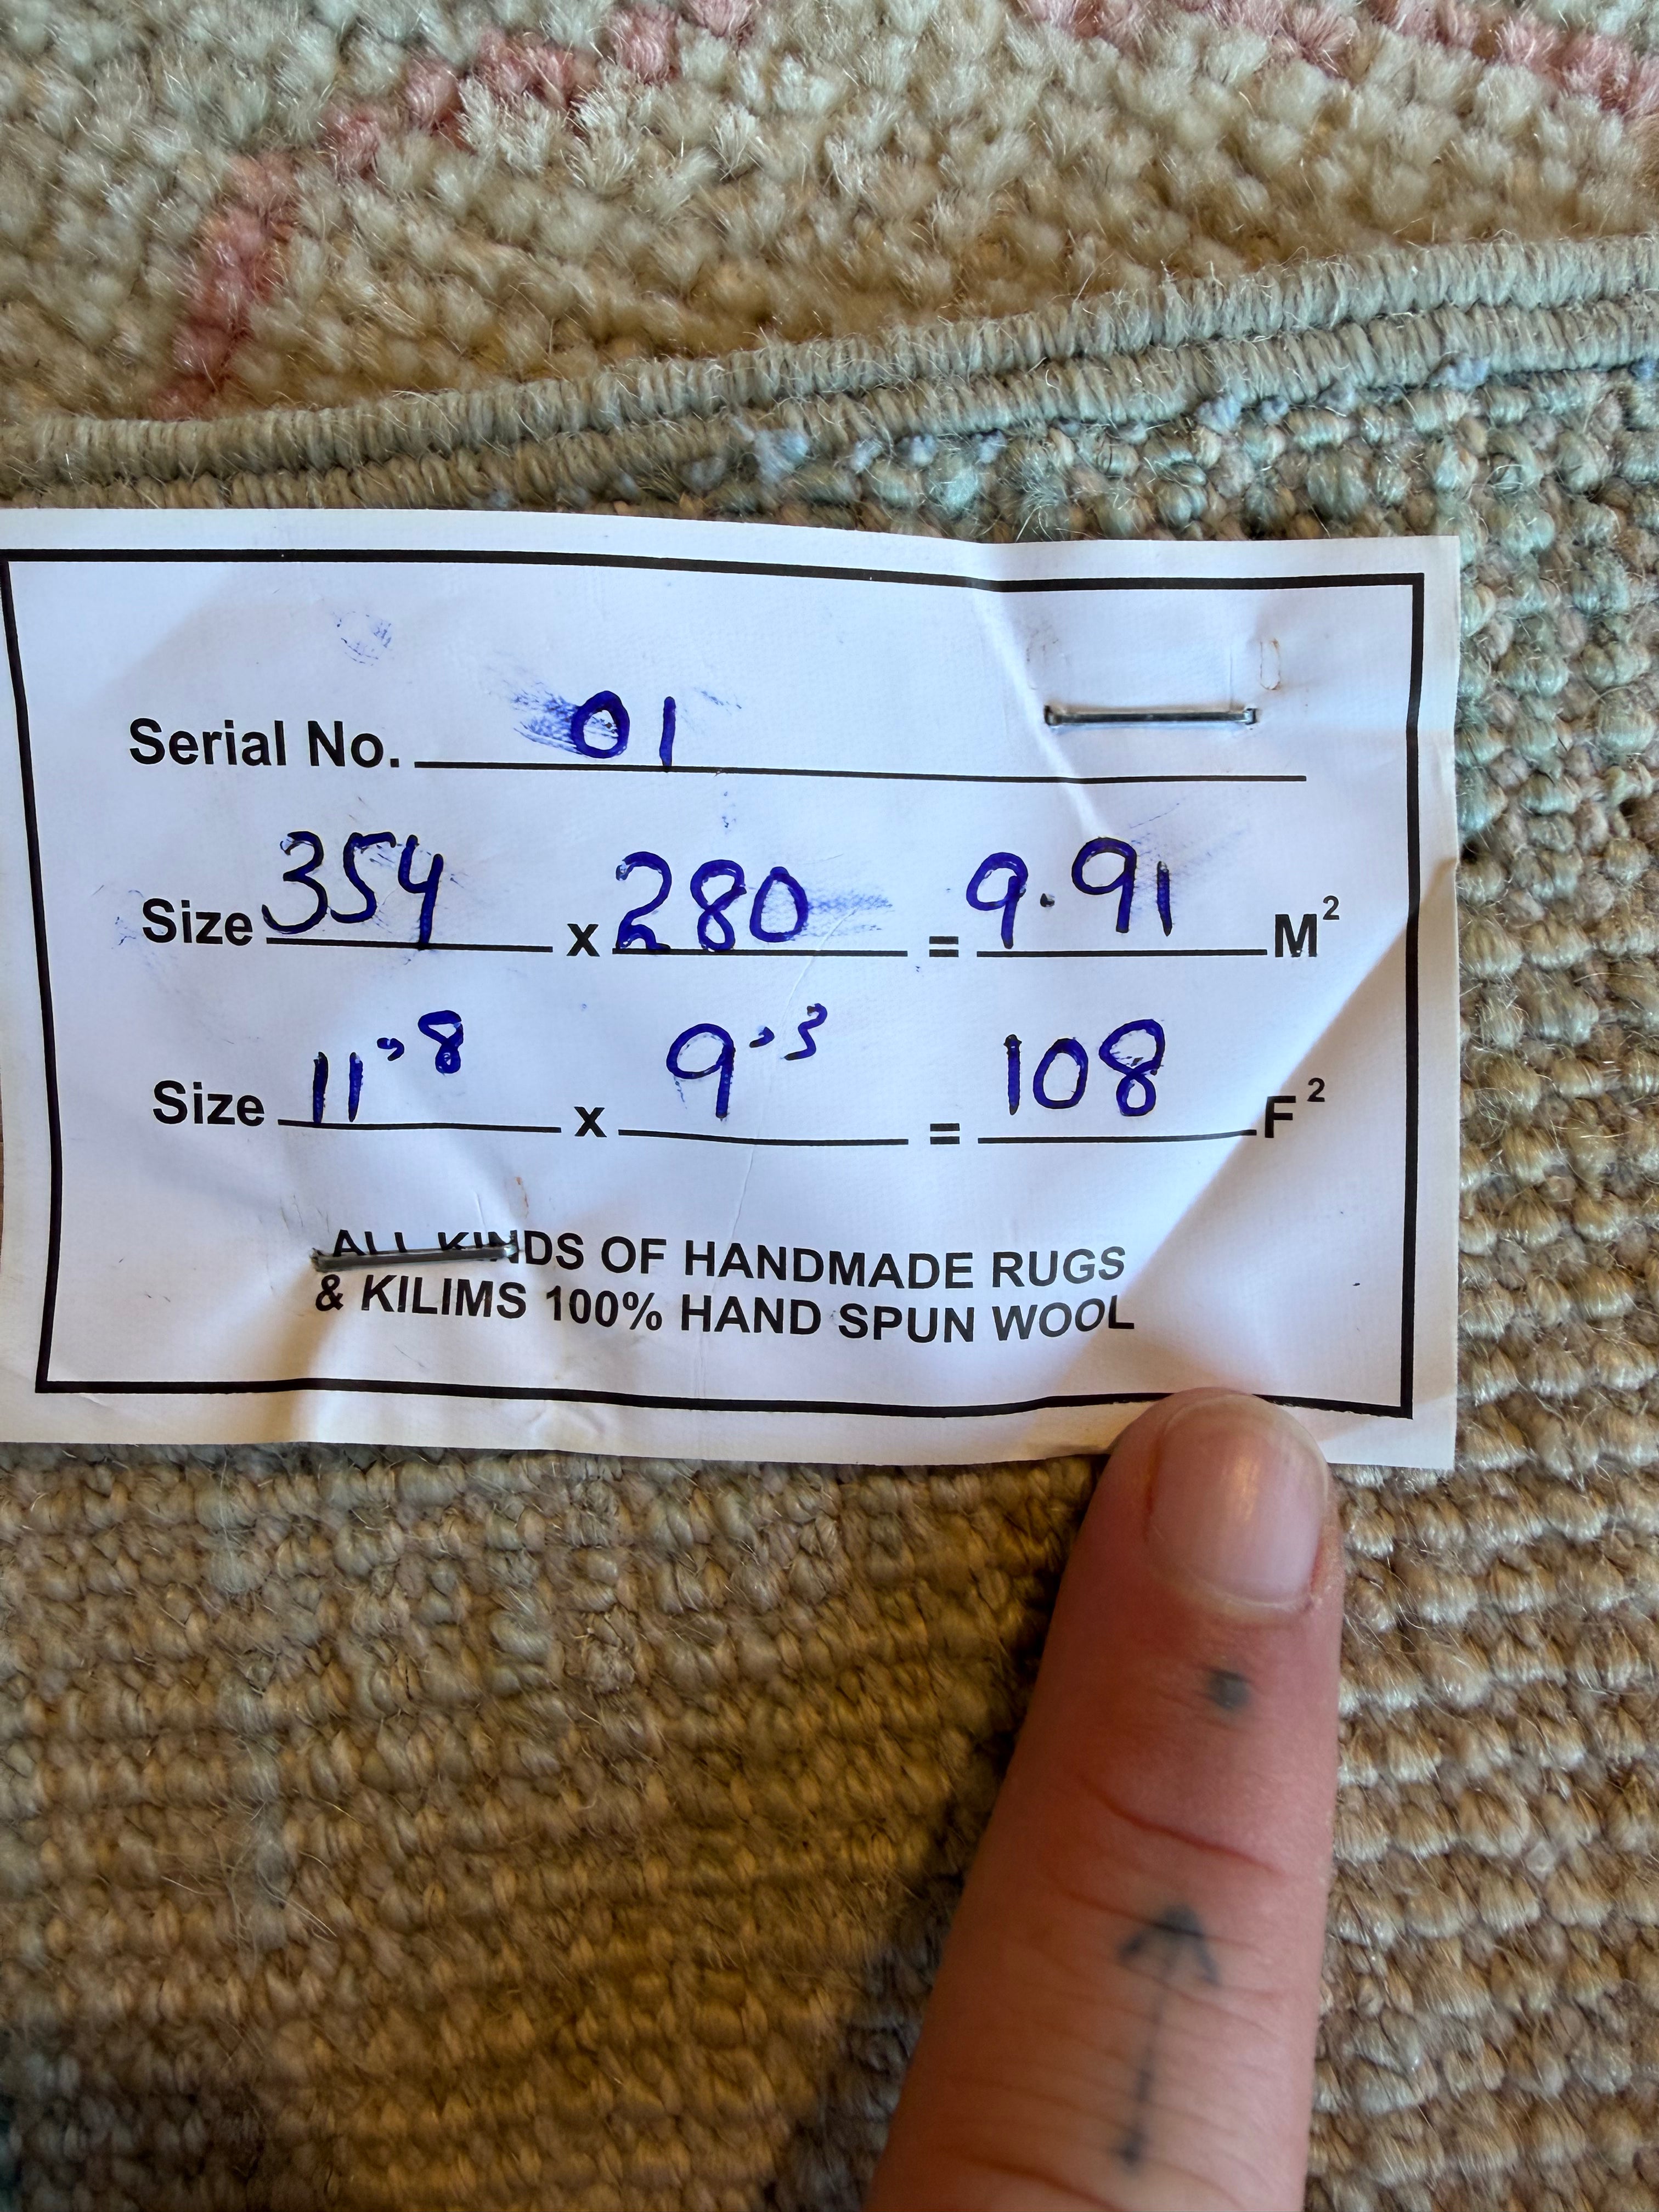 Serial No. 01
Size 354 x 280 = 9.91 M²
Size 11'8 x 9'3 = 108 F²
ALL KINDS OF HANDMADE RUGS
& KILIMS 100% HAND SPUN WOOL